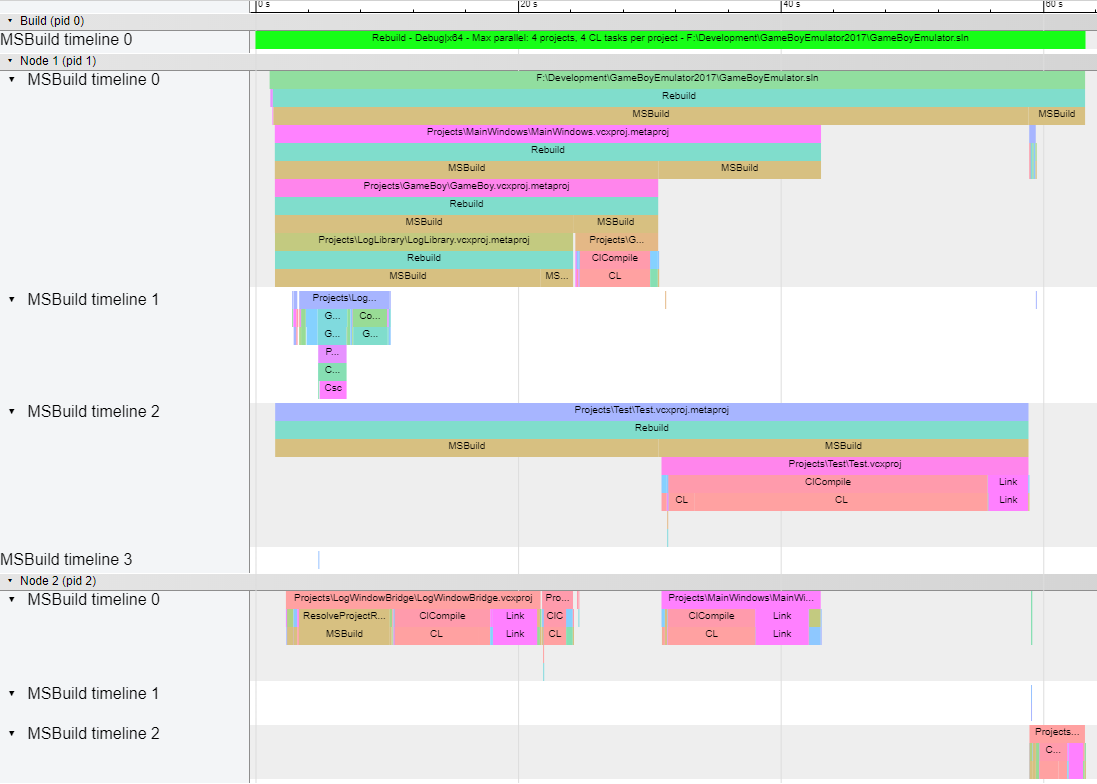 0 s 20 s 40 s 60 s
Build (pid 0)
MSBuild timeline 0
Rebuild - Debug|x64 - Max parallel: 4 projects, 4 CL tasks per project - F:\Development\GameBoyEmulator2017\GameBoyEmulator.sln
Node 1 (pid 1)
MSBuild timeline 0
F:\Development\GameBoyEmulator2017\GameBoyEmulator.sln
Rebuild
MSBuild MSBuild
Projects\MainWindows\MainWindows.vcxproj.metaproj
Rebuild
MSBuild MSBuild
Projects\GameBoy\GameBoy.vcxproj.metaproj
Rebuild
MSBuild MSBuild
Projects\LogLibrary\LogLibrary.vcxproj.metaproj Projects\G...
Rebuild ClCompile
MSBuild MS... CL
MSBuild timeline 1
Projects\Log...
G... Co...
G... G...
P...
C...
Csc
MSBuild timeline 2
Projects\Test\Test.vcxproj.metaproj
Rebuild
MSBuild MSBuild
Projects\Test\Test.vcxproj
ClCompile Link
CL CL Link
MSBuild timeline 3
Node 2 (pid 2)
MSBuild timeline 0
Projects\LogWindowBridge\LogWindowBridge.vcxproj Pro... Projects\MainWindows\MainWi...
ResolveProjectR... ClCompile Link ClC ClCompile Link
MSBuild CL Link CL CL Link
MSBuild timeline 1
MSBuild timeline 2
Projects...
C...